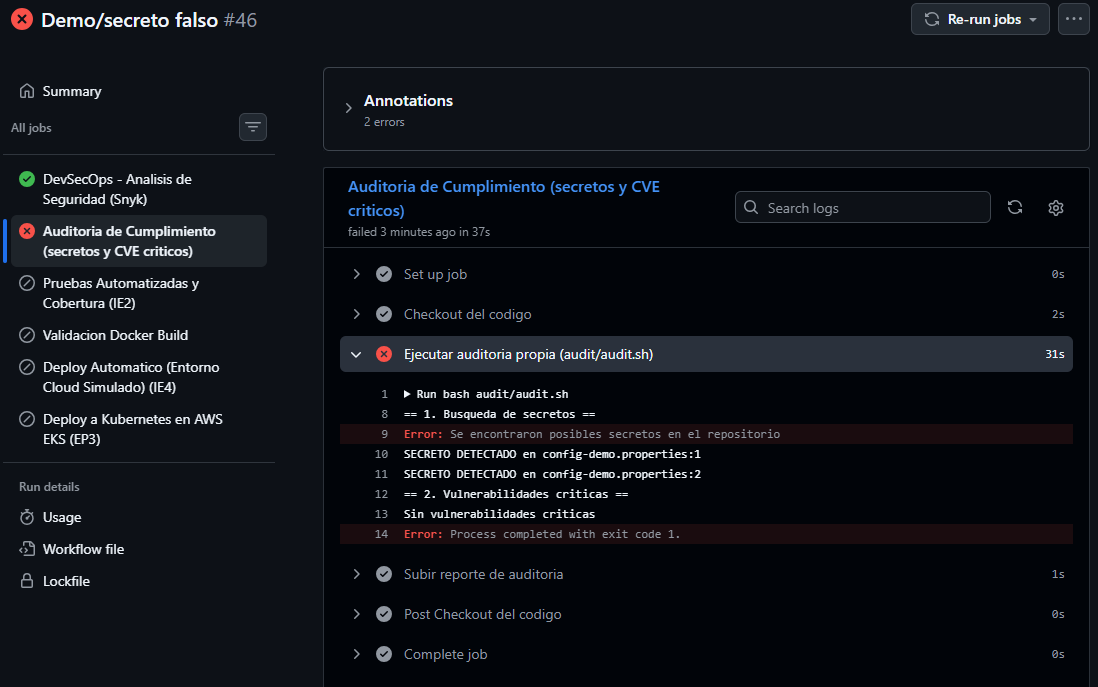 Demo/secreto falso #46
Re-run jobs
Summary
All jobs
DevSecOps - Analisis de
Seguridad (Snyk)
Auditoria de Cumplimiento
(secretos y CVE criticos)
Pruebas Automatizadas y
Cobertura (IE2)
Validacion Docker Build
Deploy Automatico (Entorno
Cloud Simulado) (IE4)
Deploy a Kubernetes en AWS
EKS (EP3)
Run details
Usage
Workflow file
Lockfile
Annotations
2 errors
Auditoria de Cumplimiento (secretos y CVE
criticos)
failed 3 minutes ago in 37s
Search logs
Set up job 0s
Checkout del codigo 2s
Ejecutar auditoria propia (audit/audit.sh) 31s
1 Run bash audit/audit.sh
8 == 1. Busqueda de secretos ==
9 Error: Se encontraron posibles secretos en el repositorio
10 SECRETO DETECTADO en config-demo.properties:1
11 SECRETO DETECTADO en config-demo.properties:2
12 == 2. Vulnerabilidades criticas ==
13 Sin vulnerabilidades criticas
14 Error: Process completed with exit code 1.
Subir reporte de auditoria 1s
Post Checkout del codigo 0s
Complete job 0s